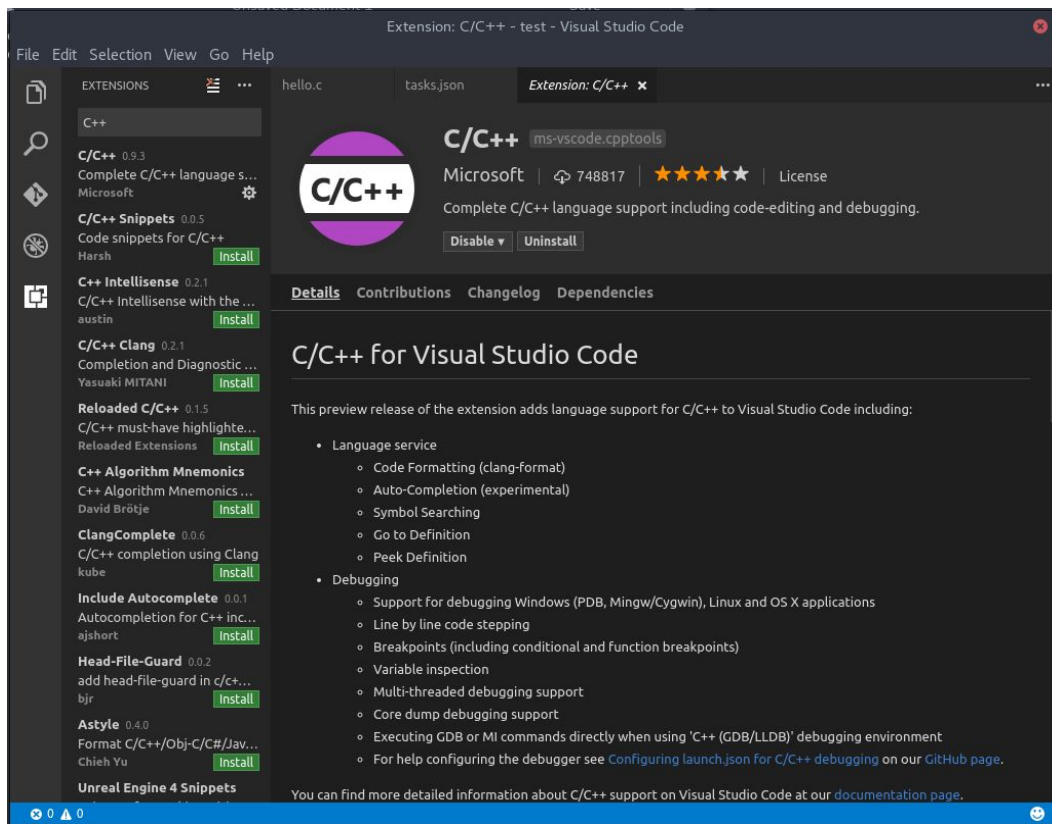 Extension: C/C++ - test - Visual Studio Code
File Edit Selection View Go Help
EXTENSIONS
C++
C/C++ 0.9.3
Complete C/C++ language s...
Microsoft
C/C++ Snippets 0.0.5
Code snippets for C/C++
Harsh Install
C++ Intellisense 0.2.1
C/C++ Intellisense with the ...
austin Install
C/C++ Clang 0.2.1
Completion and Diagnostic ...
Yasuaki MITANI Install
Reloaded C/C++ 0.1.5
C/C++ must-have highlighte...
Reloaded Extensions Install
C++ Algorithm Mnemonics
C++ Algorithm Mnemonics ...
David Brötje Install
ClangComplete 0.0.6
C/C++ completion using Clang
kube Install
Include Autocomplete 0.0.1
Autocompletion for C++ inc...
ajshort Install
Head-File-Guard 0.0.2
add head-file-guard in c/c+...
bjr Install
Astyle 0.4.0
Format C/C++/Obj-C/C#/Jav...
Chieh Yu Install
Unreal Engine 4 Snippets
hello.c tasks.json Extension: C/C++
C/C++
C/C++ ms-vscode.cpptools
Microsoft | 748817 | License
Complete C/C++ language support including code-editing and debugging.
Disable Uninstall
Details Contributions Changelog Dependencies
C/C++ for Visual Studio Code
This preview release of the extension adds language support for C/C++ to Visual Studio Code including:
• Language service
Code Formatting (clang-format)
Auto-Completion (experimental)
Symbol Searching
Go to Definition
Peek Definition
• Debugging
Support for debugging Windows (PDB, Mingw/Cygwin), Linux and OS X applications
Line by line code stepping
Breakpoints (including conditional and function breakpoints)
Variable inspection
Multi-threaded debugging support
Core dump debugging support
Executing GDB or MI commands directly when using 'C++ (GDB/LLDB)' debugging environment
For help configuring the debugger see Configuring launch.json for C/C++ debugging on our GitHub page.
You can find more detailed information about C/C++ support on Visual Studio Code at our documentation page.
0 0